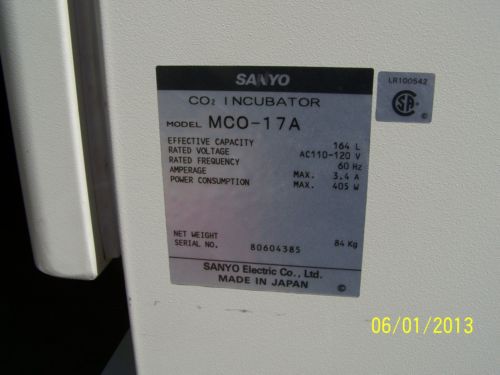 SANYO
CO₂ INCUBATOR
MODEL MCO-17A
EFFECTIVE CAPACITY 164 L
RATED VOLTAGE AC110-120 V
RATED FREQUENCY 60 Hz
AMPERAGE MAX. 3.4 A
POWER CONSUMPTION MAX. 405 W
NET WEIGHT 84 Kg
SERIAL NO. 80604385
SANYO Electric Co., Ltd.
MADE IN JAPAN ©
LR100542
CSA
06/01/2013